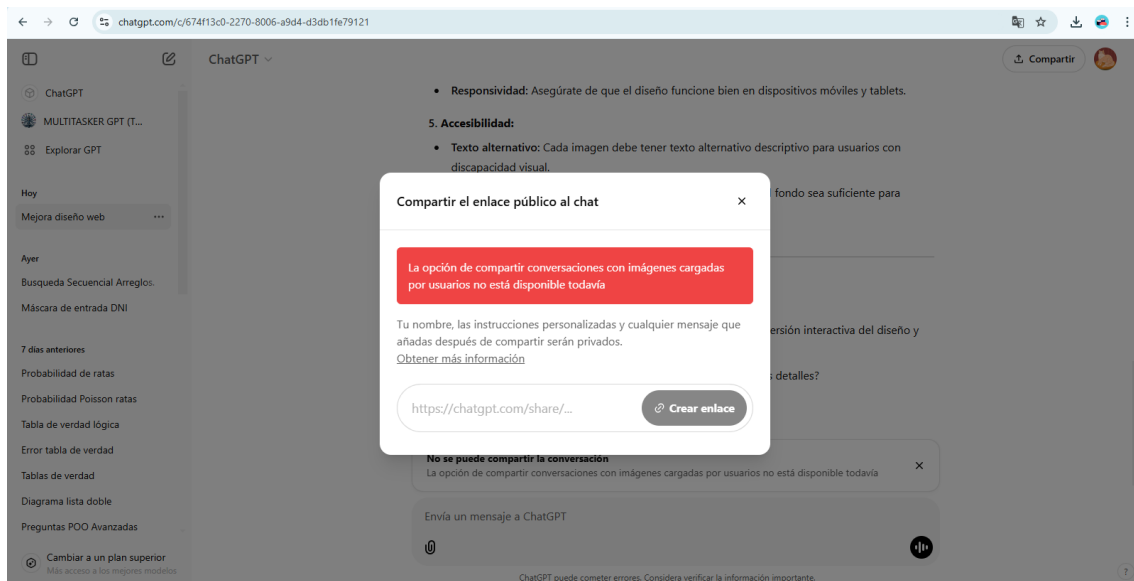 chatgpt.com/c/674f13c0-2270-8006-a9d4-d3db1fe79121
ChatGPT
Compartir
ChatGPT
MULTITASKER GPT (T...
Explorar GPT
Hoy
Mejora diseño web
Ayer
Busqueda Secuencial Arreglos.
Máscara de entrada DNI
7 días anteriores
Probabilidad de ratas
Probabilidad Poisson ratas
Tabla de verdad lógica
Error tabla de verdad
Tablas de verdad
Diagrama lista doble
Preguntas POO Avanzadas
Cambiar a un plan superior
Más acceso a los mejores modelos
• Responsividad: Asegúrate de que el diseño funcione bien en dispositivos móviles y tablets.
5. Accesibilidad:
• Texto alternativo: Cada imagen debe tener texto alternativo descriptivo para usuarios con
discapacidad visual.
fondo sea suficiente para
ersión interactiva del diseño y
detalles?
Compartir el enlace público al chat
La opción de compartir conversaciones con imágenes cargadas
por usuarios no está disponible todavía
Tu nombre, las instrucciones personalizadas y cualquier mensaje que
añadas después de compartir serán privados.
Obtener más información
https://chatgpt.com/share/...
Crear enlace
No se puede compartir la conversación
La opción de compartir conversaciones con imágenes cargadas por usuarios no está disponible todavía
Envía un mensaje a ChatGPT
ChatGPT puede cometer errores. Considera verificar la información importante.
?